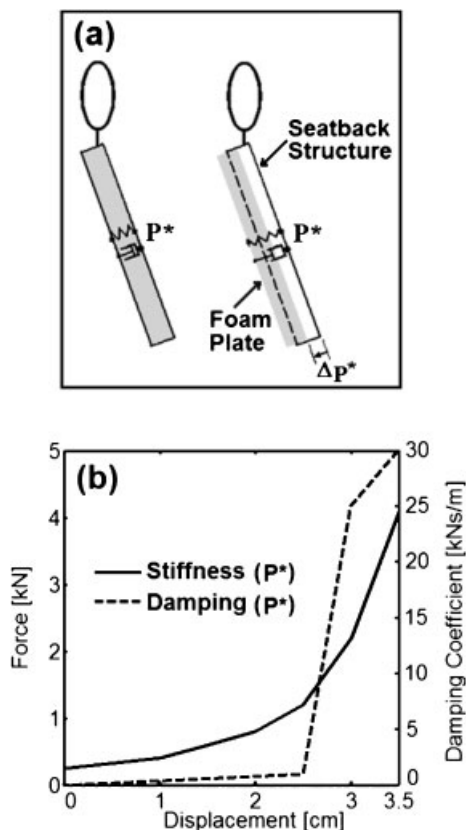 (a)
Seatback
Structure
P*
P*
Foam
Plate
ΔP*
(b)
5
4
3
2
1
0
Force [kN]
Stiffness (P*)
Damping (P*)
30
25
20
15
10
5
0
Damping Coefficient [kNs/m]
0
1
2
3
3.5
Displacement [cm]